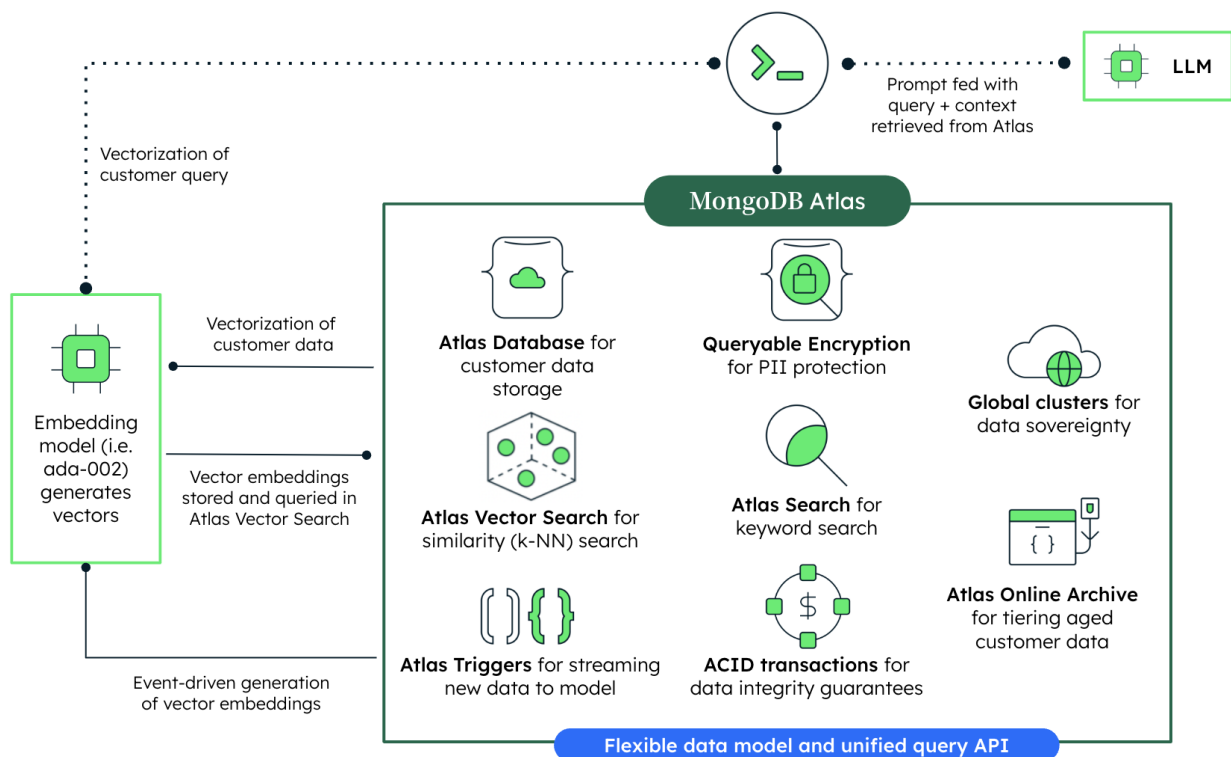 LLM
Prompt fed with
query + context
retrieved from Atlas
Vectorization of
customer query
MongoDB Atlas
Vectorization of
customer data
Embedding
model (i.e.
ada-002)
generates
vectors
Vector embeddings
stored and queried in
Atlas Vector Search
Event-driven generation
of vector embeddings
Atlas Database for
customer data
storage
Queryable Encryption
for PII protection
Global clusters for
data sovereignty
Atlas Vector Search for
similarity (k-NN) search
Atlas Search for
keyword search
{ }
Atlas Online Archive
for tiering aged
customer data
$
Atlas Triggers for streaming
new data to model
ACID transactions for
data integrity guarantees
Flexible data model and unified query API